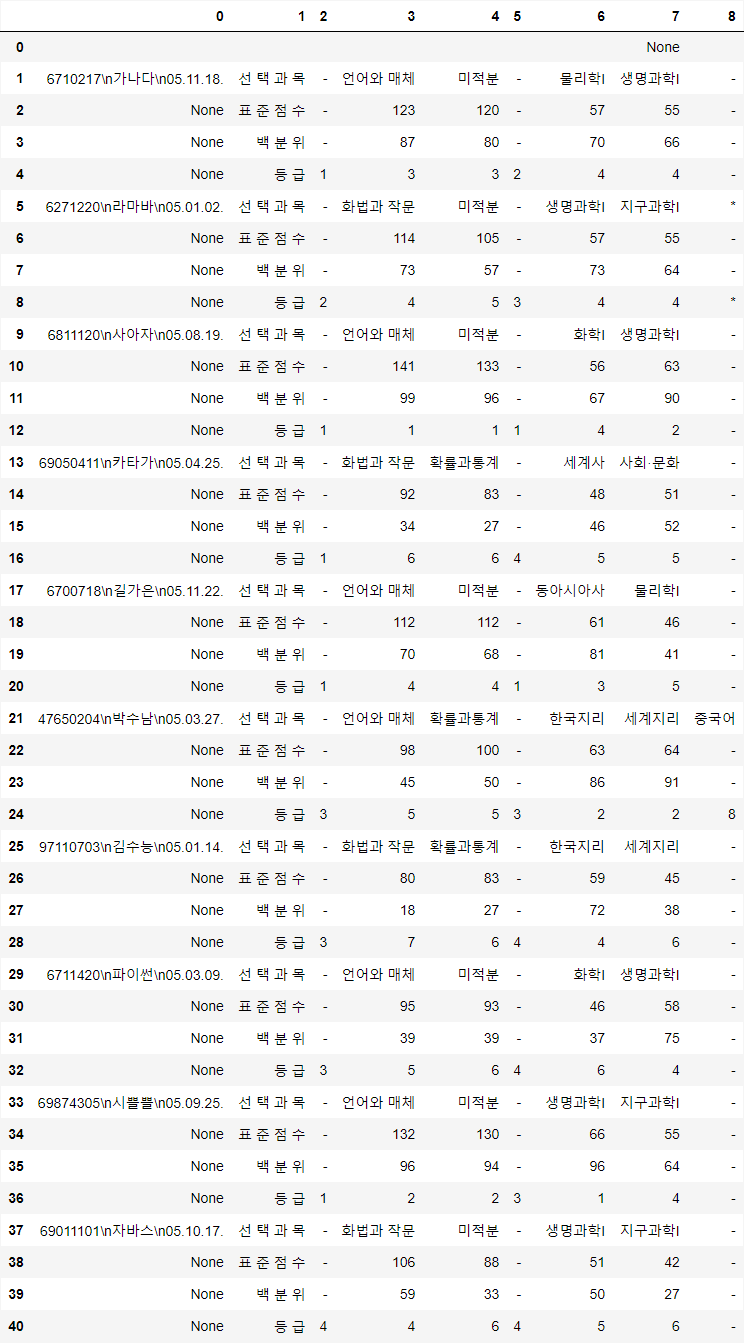 0 1 2 3 4 5 6 7 8
0 None
1 6710217\n가나다\n05.11.18. 선 택 과 목 - 언어와 매체 미적분 - 물리학I 생명과학I -
2 None 표 준 점 수 - 123 120 - 57 55 -
3 None 백 분 위 - 87 80 - 70 66 -
4 None 등 급 1 3 3 2 4 4 -
5 6271220\n라마바\n05.01.02. 선 택 과 목 - 화법과 작문 미적분 - 생명과학I 지구과학I *
6 None 표 준 점 수 - 114 105 - 57 55 -
7 None 백 분 위 - 73 57 - 73 64 -
8 None 등 급 2 4 5 3 4 4 *
9 6811120\n사아자\n05.08.19. 선 택 과 목 - 언어와 매체 미적분 - 화학I 생명과학I -
10 None 표 준 점 수 - 141 133 - 56 63 -
11 None 백 분 위 - 99 96 - 67 90 -
12 None 등 급 1 1 1 1 4 2 -
13 69050411\n카타가\n05.04.25. 선 택 과 목 - 화법과 작문 확률과통계 - 세계사 사회·문화 -
14 None 표 준 점 수 - 92 83 - 48 51 -
15 None 백 분 위 - 34 27 - 46 52 -
16 None 등 급 1 6 6 4 5 5 -
17 6700718\n길가은\n05.11.22. 선 택 과 목 - 언어와 매체 미적분 - 동아시아사 물리학I -
18 None 표 준 점 수 - 112 112 - 61 46 -
19 None 백 분 위 - 70 68 - 81 41 -
20 None 등 급 1 4 4 1 3 5 -
21 47650204\n박수남\n05.03.27. 선 택 과 목 - 언어와 매체 확률과통계 - 한국지리 세계지리 중국어
22 None 표 준 점 수 - 98 100 - 63 64 -
23 None 백 분 위 - 45 50 - 86 91 -
24 None 등 급 3 5 5 3 2 2 8
25 97110703\n김수능\n05.01.14. 선 택 과 목 - 화법과 작문 확률과통계 - 한국지리 세계지리 -
26 None 표 준 점 수 - 80 83 - 59 45 -
27 None 백 분 위 - 18 27 - 72 38 -
28 None 등 급 3 7 6 4 4 6 -
29 6711420\n파이썬\n05.03.09. 선 택 과 목 - 언어와 매체 미적분 - 화학I 생명과학I -
30 None 표 준 점 수 - 95 93 - 46 58 -
31 None 백 분 위 - 39 39 - 37 75 -
32 None 등 급 3 5 6 4 6 4 -
33 69874305\n시쁠쁠\n05.09.25. 선 택 과 목 - 언어와 매체 미적분 - 생명과학I 지구과학I -
34 None 표 준 점 수 - 132 130 - 66 55 -
35 None 백 분 위 - 96 94 - 96 64 -
36 None 등 급 1 2 2 3 1 4 -
37 69011101\n자바스\n05.10.17. 선 택 과 목 - 화법과 작문 미적분 - 생명과학I 지구과학I -
38 None 표 준 점 수 - 106 88 - 51 42 -
39 None 백 분 위 - 59 33 - 50 27 -
40 None 등 급 4 4 6 4 5 6 -